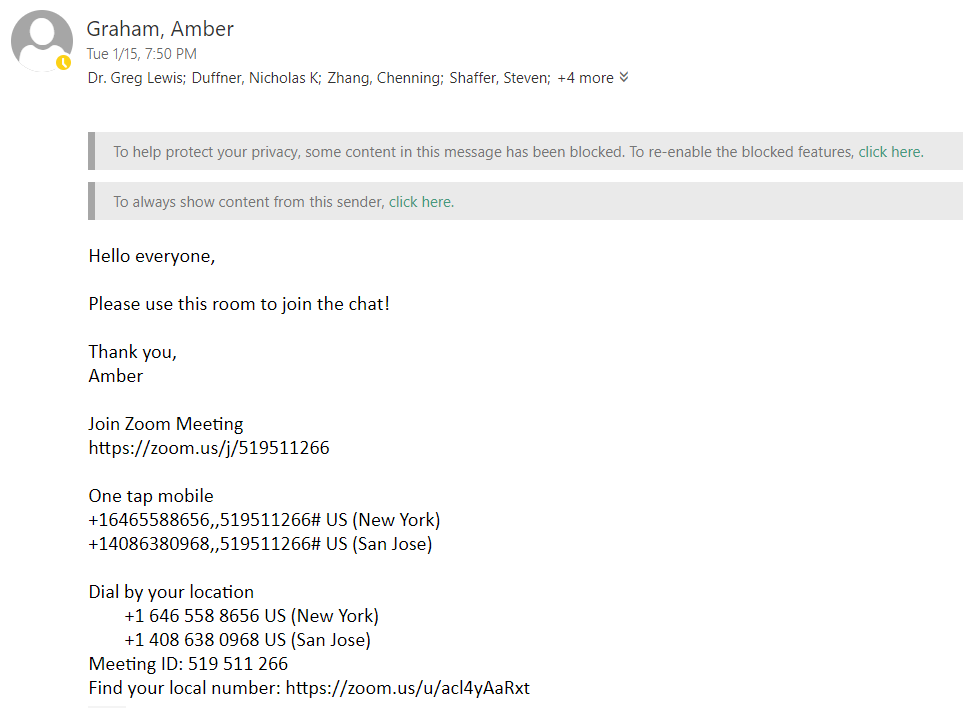 Graham, Amber
Tue 1/15, 7:50 PM
Dr. Greg Lewis; Duffner, Nicholas K; Zhang, Chenning; Shaffer, Steven; +4 more
To help protect your privacy, some content in this message has been blocked. To re-enable the blocked features, click here.
To always show content from this sender, click here.
Hello everyone,
Please use this room to join the chat!
Thank you,
Amber
Join Zoom Meeting
https://zoom.us/j/519511266
One tap mobile
+16465588656,,519511266# US (New York)
+14086380968,,519511266# US (San Jose)
Dial by your location
+1 646 558 8656 US (New York)
+1 408 638 0968 US (San Jose)
Meeting ID: 519 511 266
Find your local number: https://zoom.us/u/acl4yAaRxt